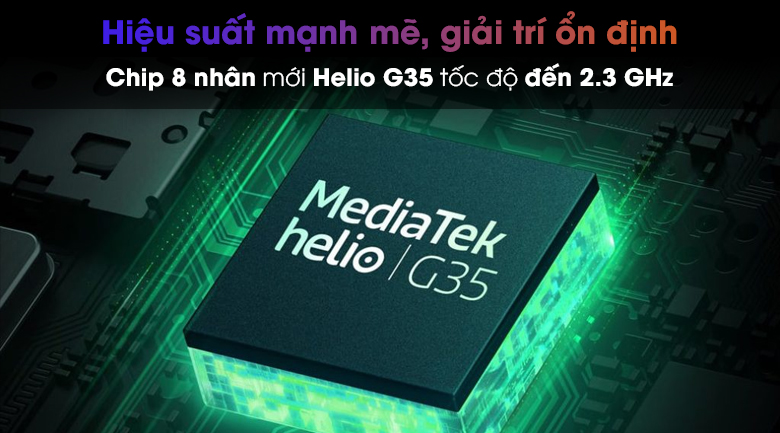 Hiệu suất mạnh mẽ, giải trí ổn định
Chip 8 nhân mới Helio G35 tốc độ đến 2.3 GHz
MediaTek
helio | G35